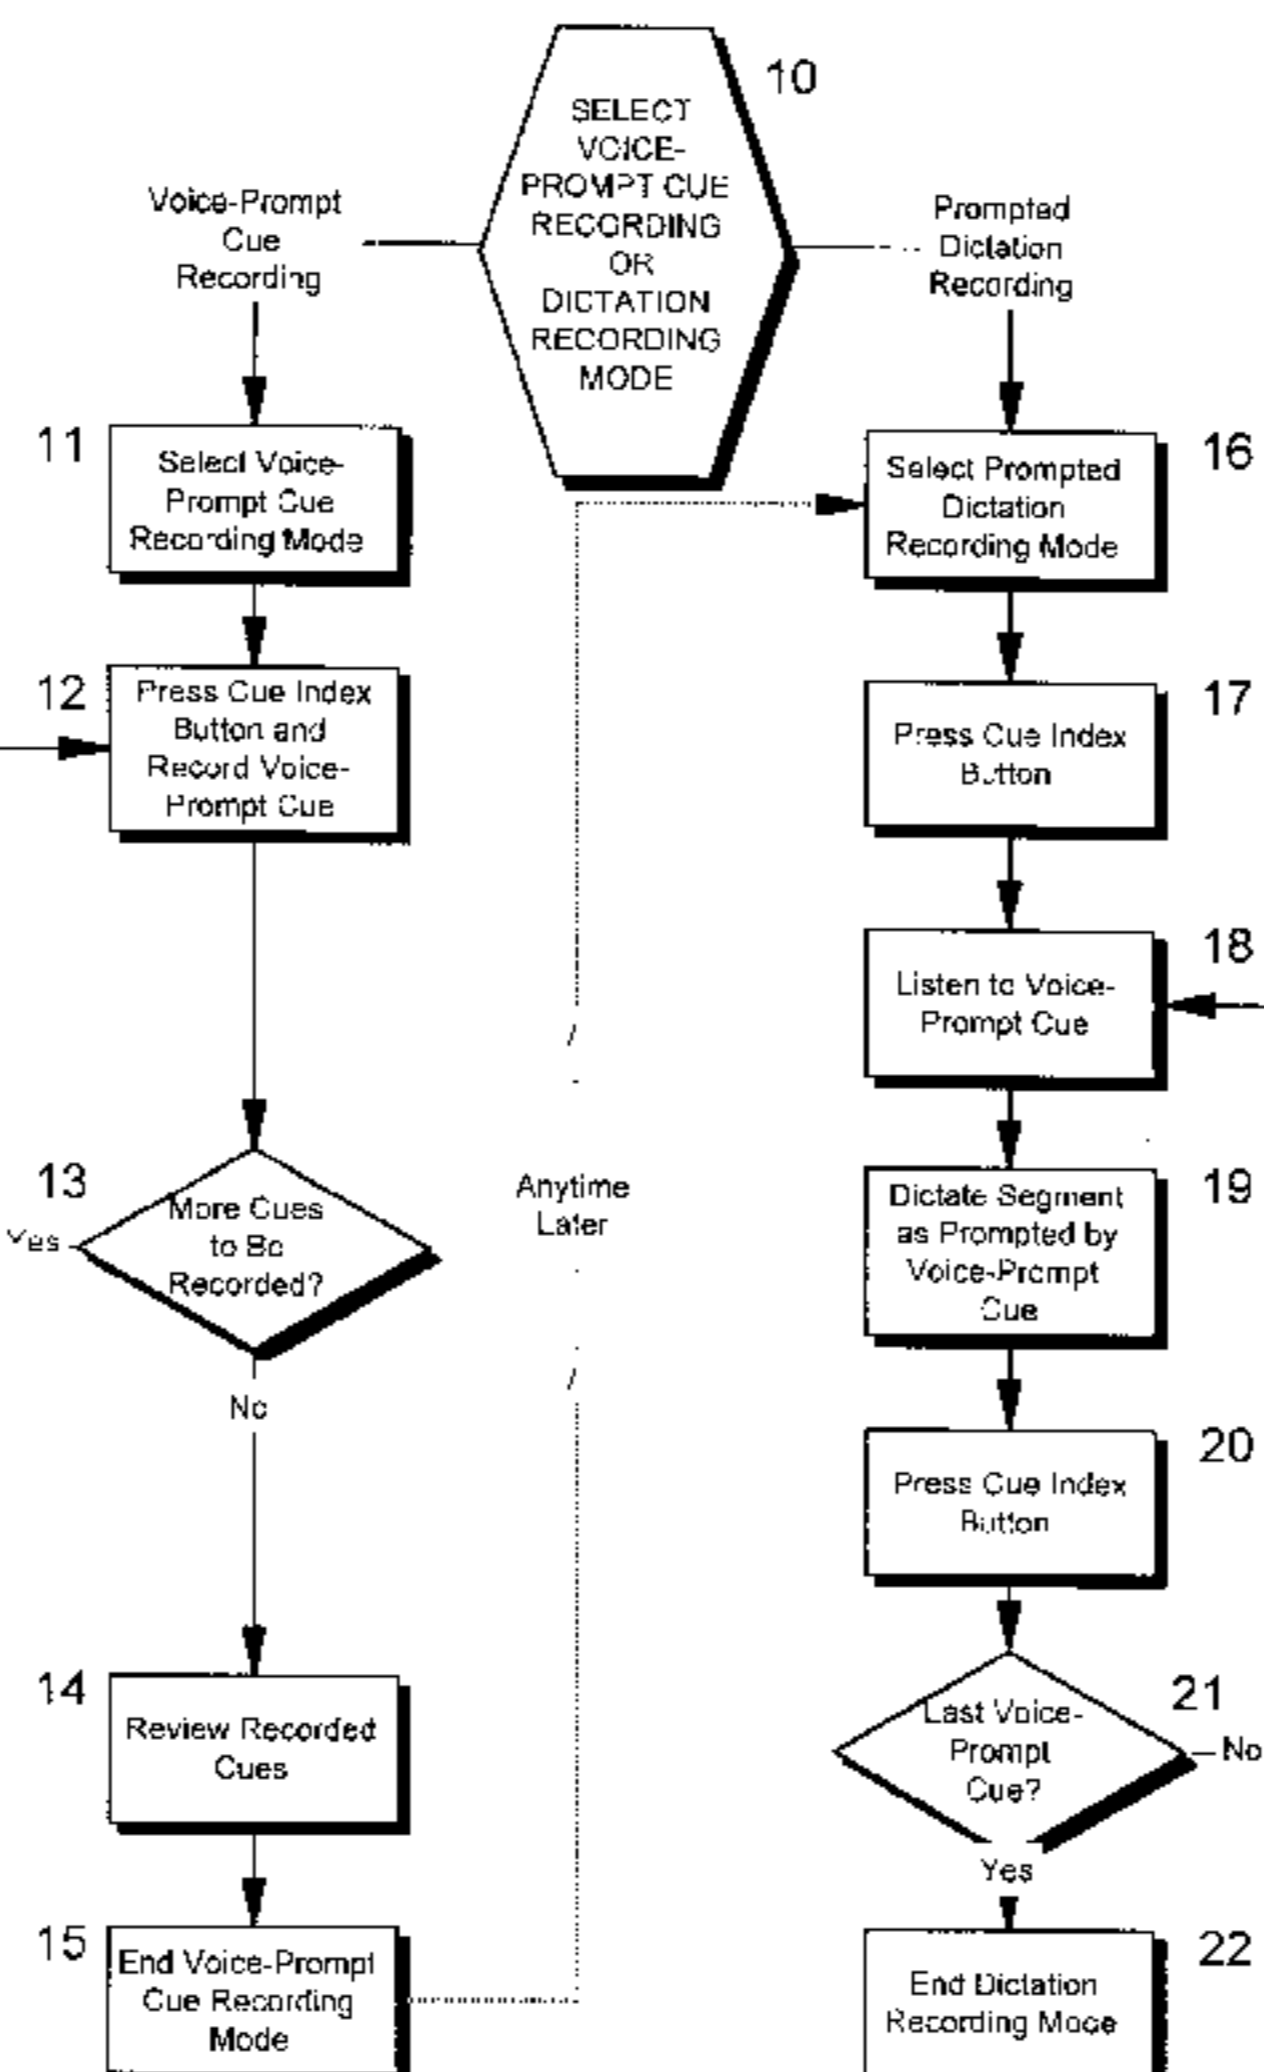 10
SELECT
VOICE-
PROMPT CUE
RECORDING
OR
DICTATION
RECORDING
MODE
Voice-Prompt
Cue
Recording
Prompted
Dictation
Recording
11
Select Voice-
Prompt Cue
Recording Mode
12
Press Cue Index
Button and
Record Voice-
Prompt Cue
13
More Cues
to Be
Recorded?
Yes
No
14
Review Recorded
Cues
15
End Voice-Prompt
Cue Recording
Mode
Anytime
Later
16
Select Prompted
Dictation
Recording Mode
17
Press Cue Index
Button
18
Listen to Voice-
Prompt Cue
19
Dictate Segment
as Prompted by
Voice-Prompt
Cue
20
Press Cue Index
Button
21
Last Voice-
Prompt
Cue?
No
Yes
22
End Dictation
Recording Mode